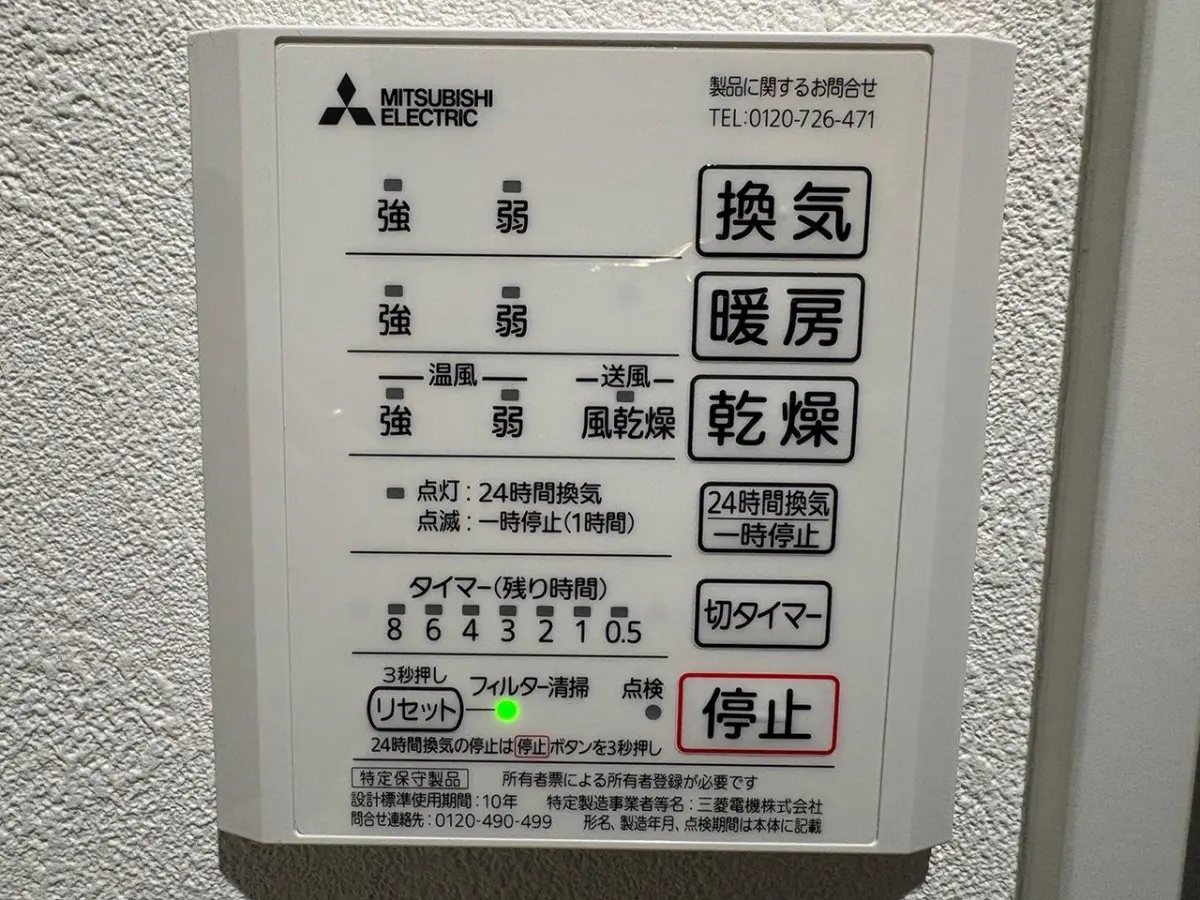 MITSUBISHI
ELECTRIC
製品に関するお問合せ
TEL:0120-726-471
強 弱 換気
強 弱 暖房
温風 送風
強 弱 風乾燥 乾燥
点灯:24時間換気
点滅:一時停止(1時間)
24時間換気
一時停止
タイマー(残り時間)
8 6 4 3 2 1 0.5
切タイマー
3秒押し
リセット フィルター清掃 点検
停止
24時間換気の停止は停止ボタンを3秒押し
特定保守製品 所有者票による所有者登録が必要です
設計標準使用期間:10年 特定製造事業者等名:三菱電機株式会社
問合せ連絡先:0120-490-499 形名、製造年月、点検期間は本体に記載